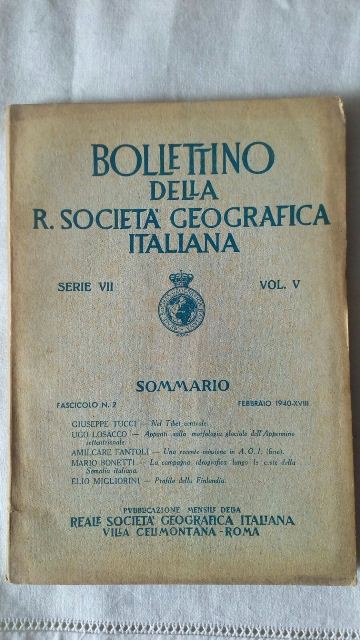 BOLLETTINO
DELLA
R. SOCIETÀ GEOGRAFICA
ITALIANA
SERIE VII VOL. V
SOMMARIO
FASCICOLO N. 2 FEBBRAIO 1940-XVIII
GIUSEPPE TUCCI — Nel Tibet centrale.
UGO LOSACCO — Appunti sulla morfologia glaciale dell'Appennino
settentrionale.
AMILCARE FANTOLI — Una recente missione in A.O.I. (fine).
MARIO BONETTI — La campagna idrografica lungo le coste della
Somalia italiana.
ELIO MIGLIORINI — Profilo della Finlandia.
PUBBLICAZIONE MENSILE DELLA
REALE SOCIETÀ GEOGRAFICA ITALIANA
VILLA CELIMONTANA - ROMA